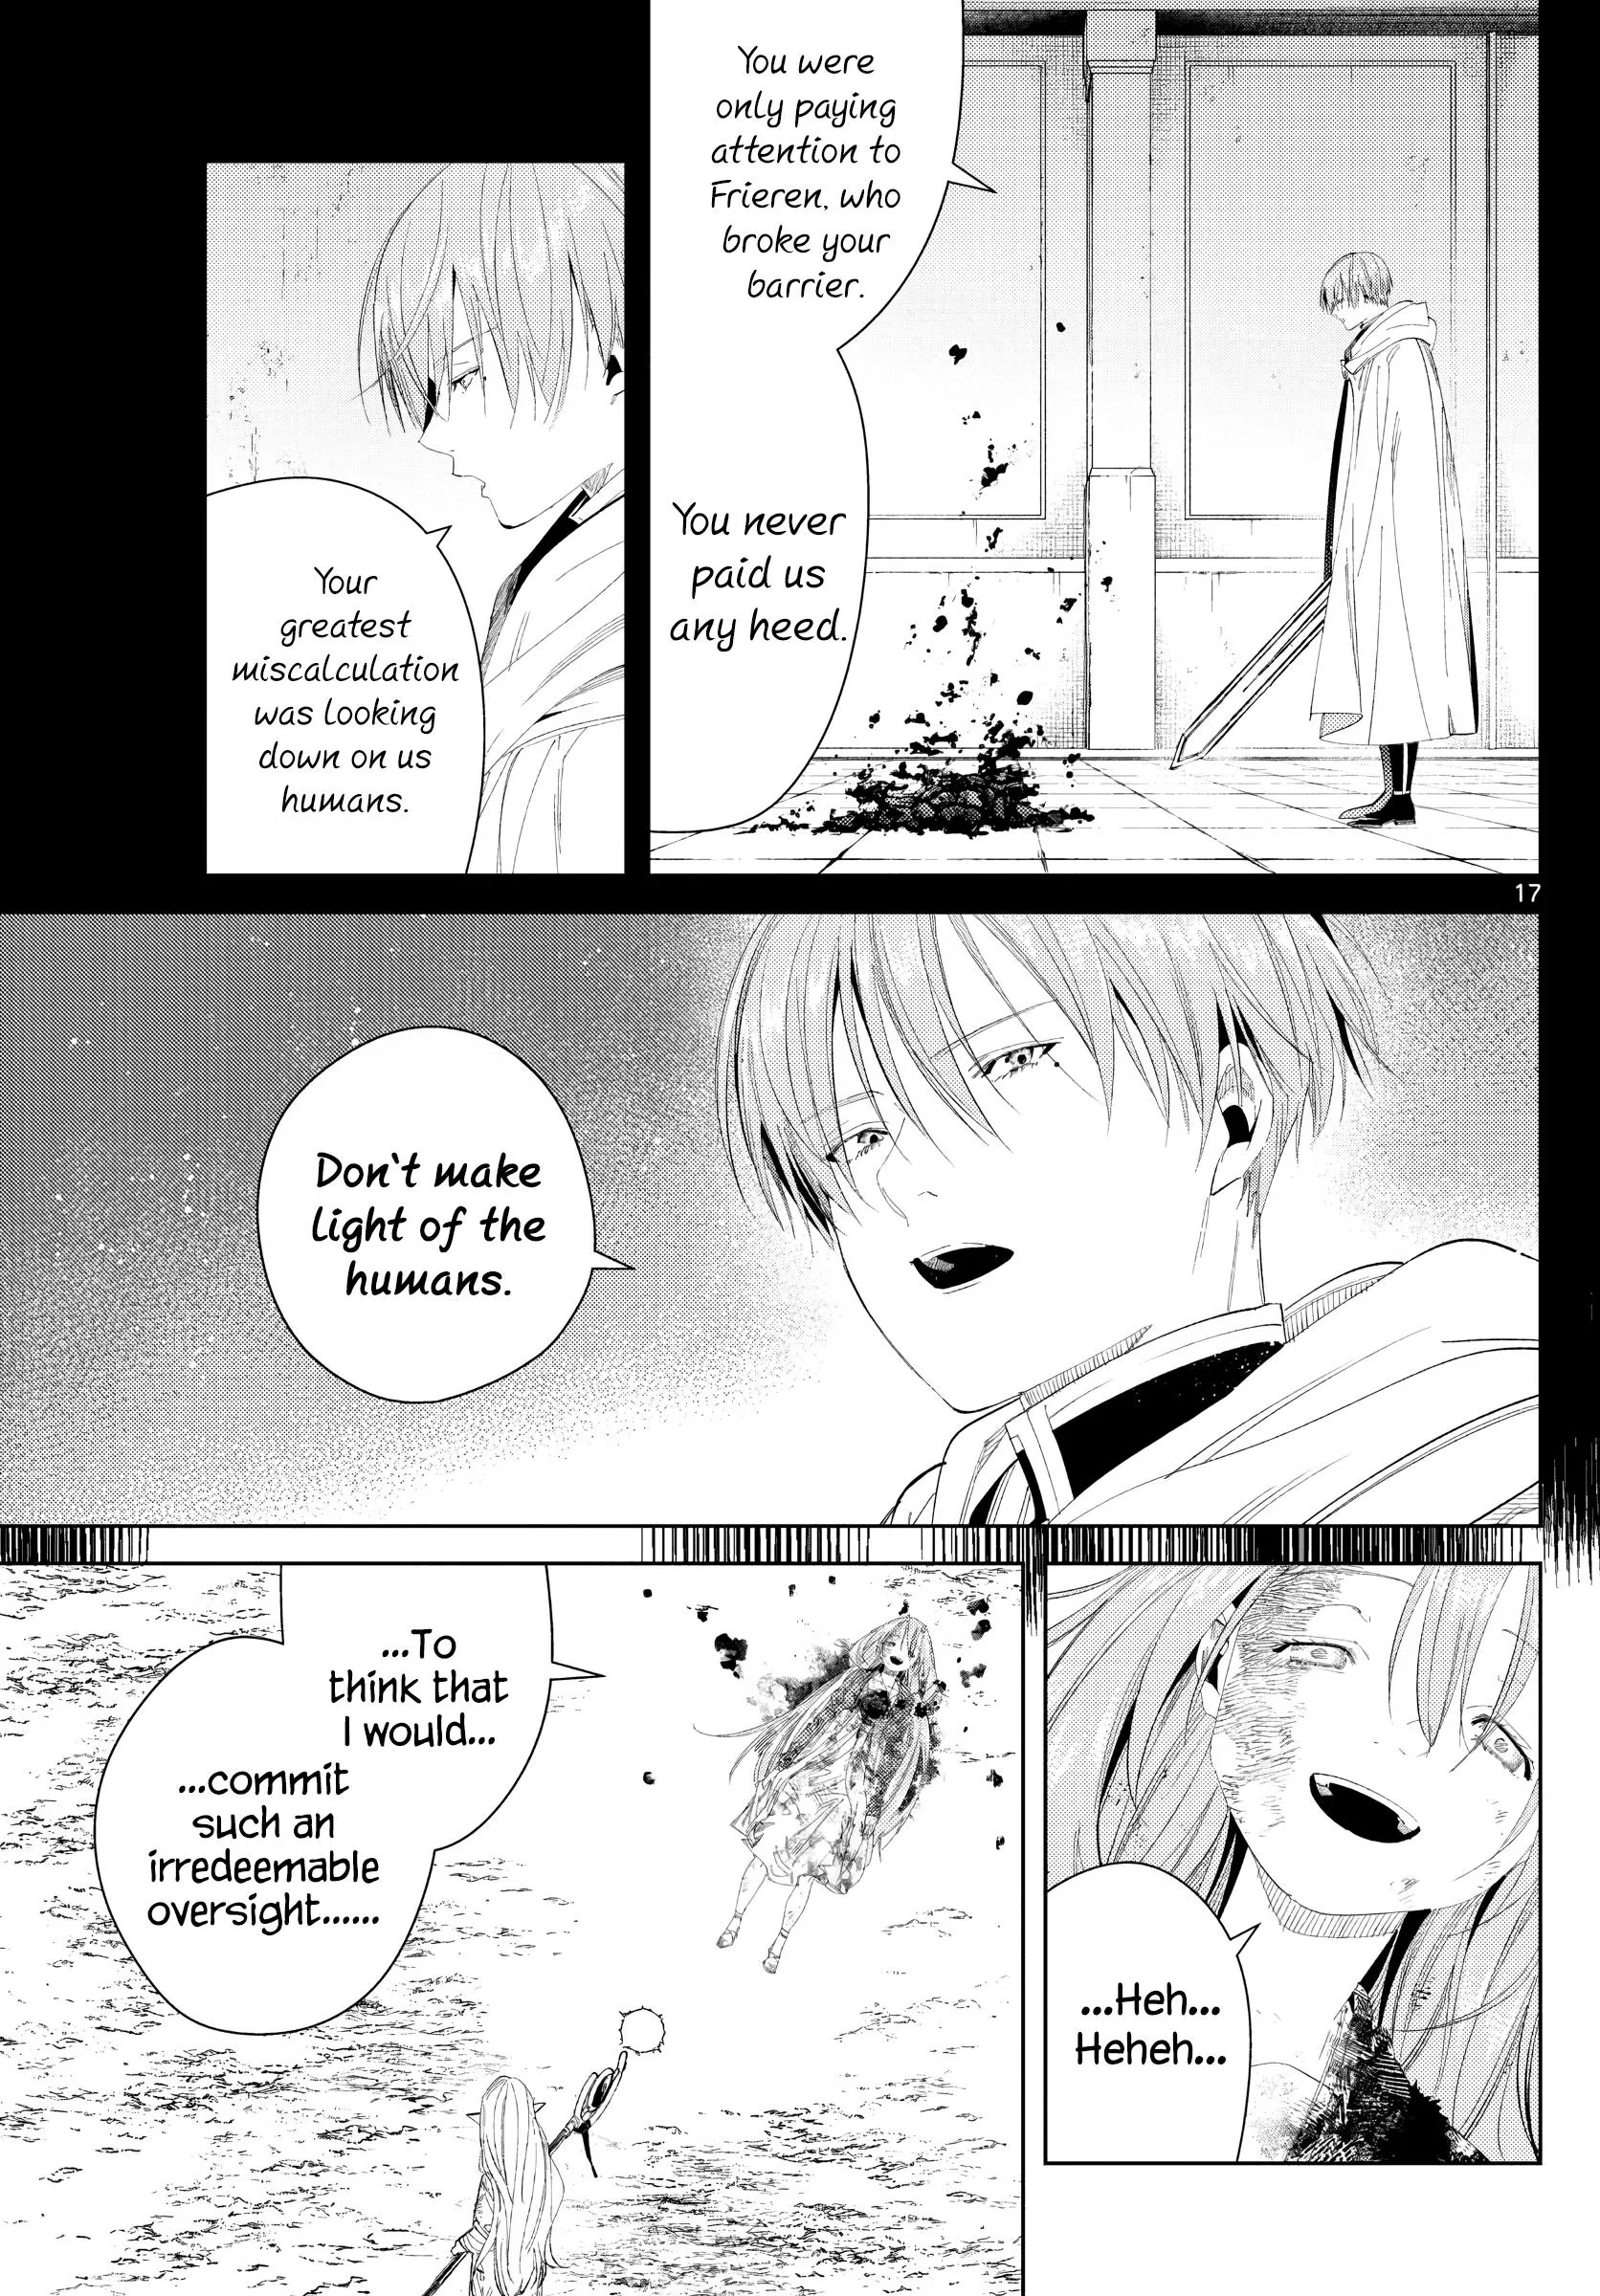 You were
only paying
attention to
Frieren, who
broke your
barrier.
You never
paid us
any heed.
Your
greatest
miscalculation
was looking
down on us
humans.
17
Don't make
light of the
humans.
...Heh...
Heheh...
...To
think that
I would...
...commit
such an
irredeemable
oversight......